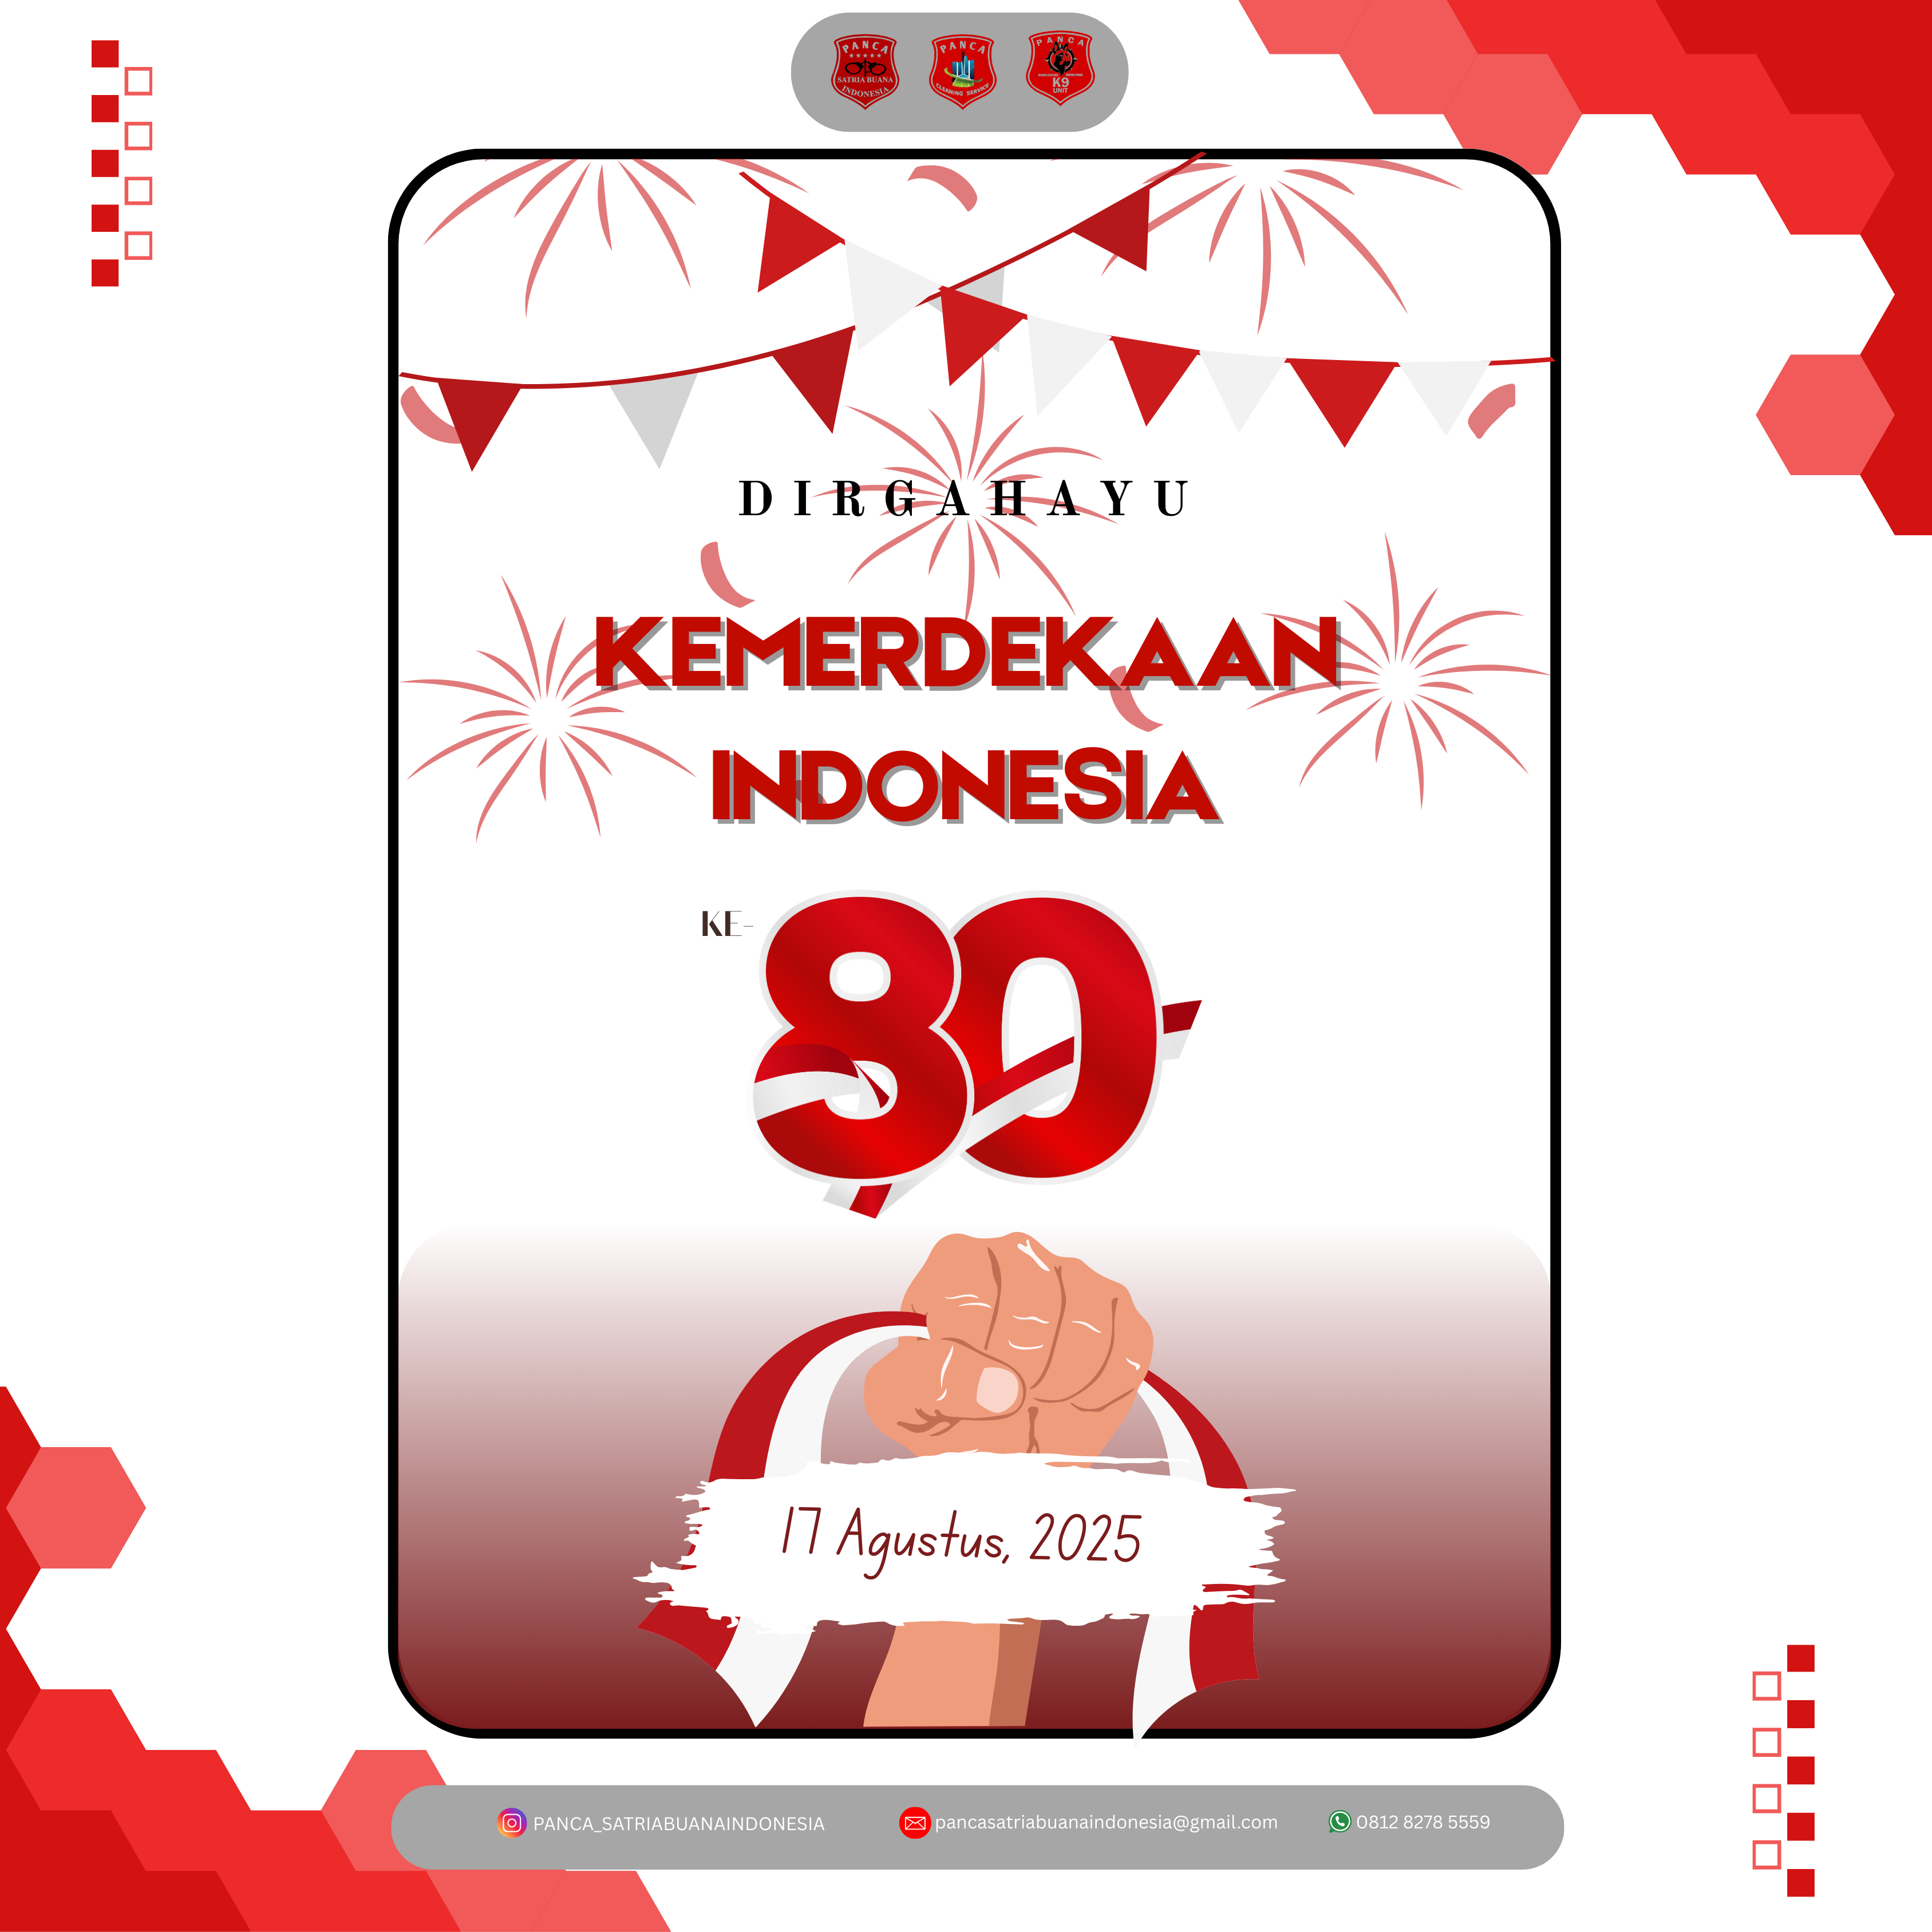 PANCA
SATRIA BUANA
INDONESIA
PANCA
CLEANING SERVICE
PANCA
K9
UNIT
DIRGAHAYU
KEMERDEKAAN
INDONESIA
KE-
80
17 Agustus, 2025
PANCA_SATRIABUANAINDONESIA
pancasatriabuanaindonesia@gmail.com
0812 8278 5559